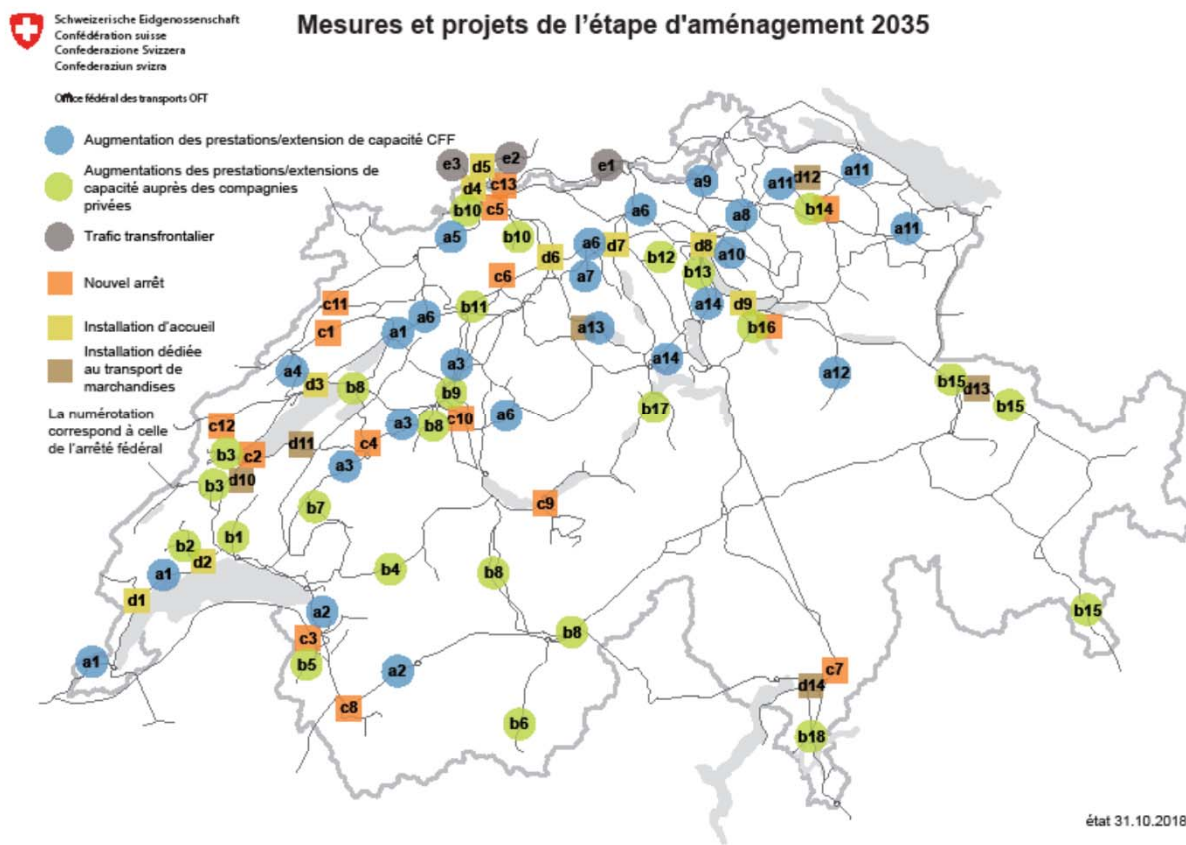 Schweizerische Eidgenossenschaft
Confédération suisse
Confederazione Svizzera
Confederaziun svizra
Office fédéral des transports OFT
Mesures et projets de l'étape d'aménagement 2035
Augmentation des prestations/extension de capacité CFF
Augmentations des prestations/extensions de
capacité auprès des compagnies
privées
Trafic transfrontalier
Nouvel arrêt
Installation d'accueil
Installation dédiée
au transport de
marchandises
La numérotation
correspond à celle
de l'arrêté fédéral
e3 d5 e2 e1
d4 c13
b10 c5
a5 b10
a9 a11 d12 a11
a6 a8 b14
a11
d6 a6 d7 b12 d8 a10
c6 a7 b13
c11 b11 a14 d9
c1 a1 a6 a13 b16
a4 a3 a14 a12
d3 b8 b9 b15 d13 b15
c12 a3 b8 c10 a6 b17
b3 c2 d11 c4
b3 d10 a3
b7 c9
b2 b1
a1 d2 b4 b8
d1 a2 b15
c3 b8
a1 b5 a2 c7
d14
c8 b6 b18
état 31.10.2018